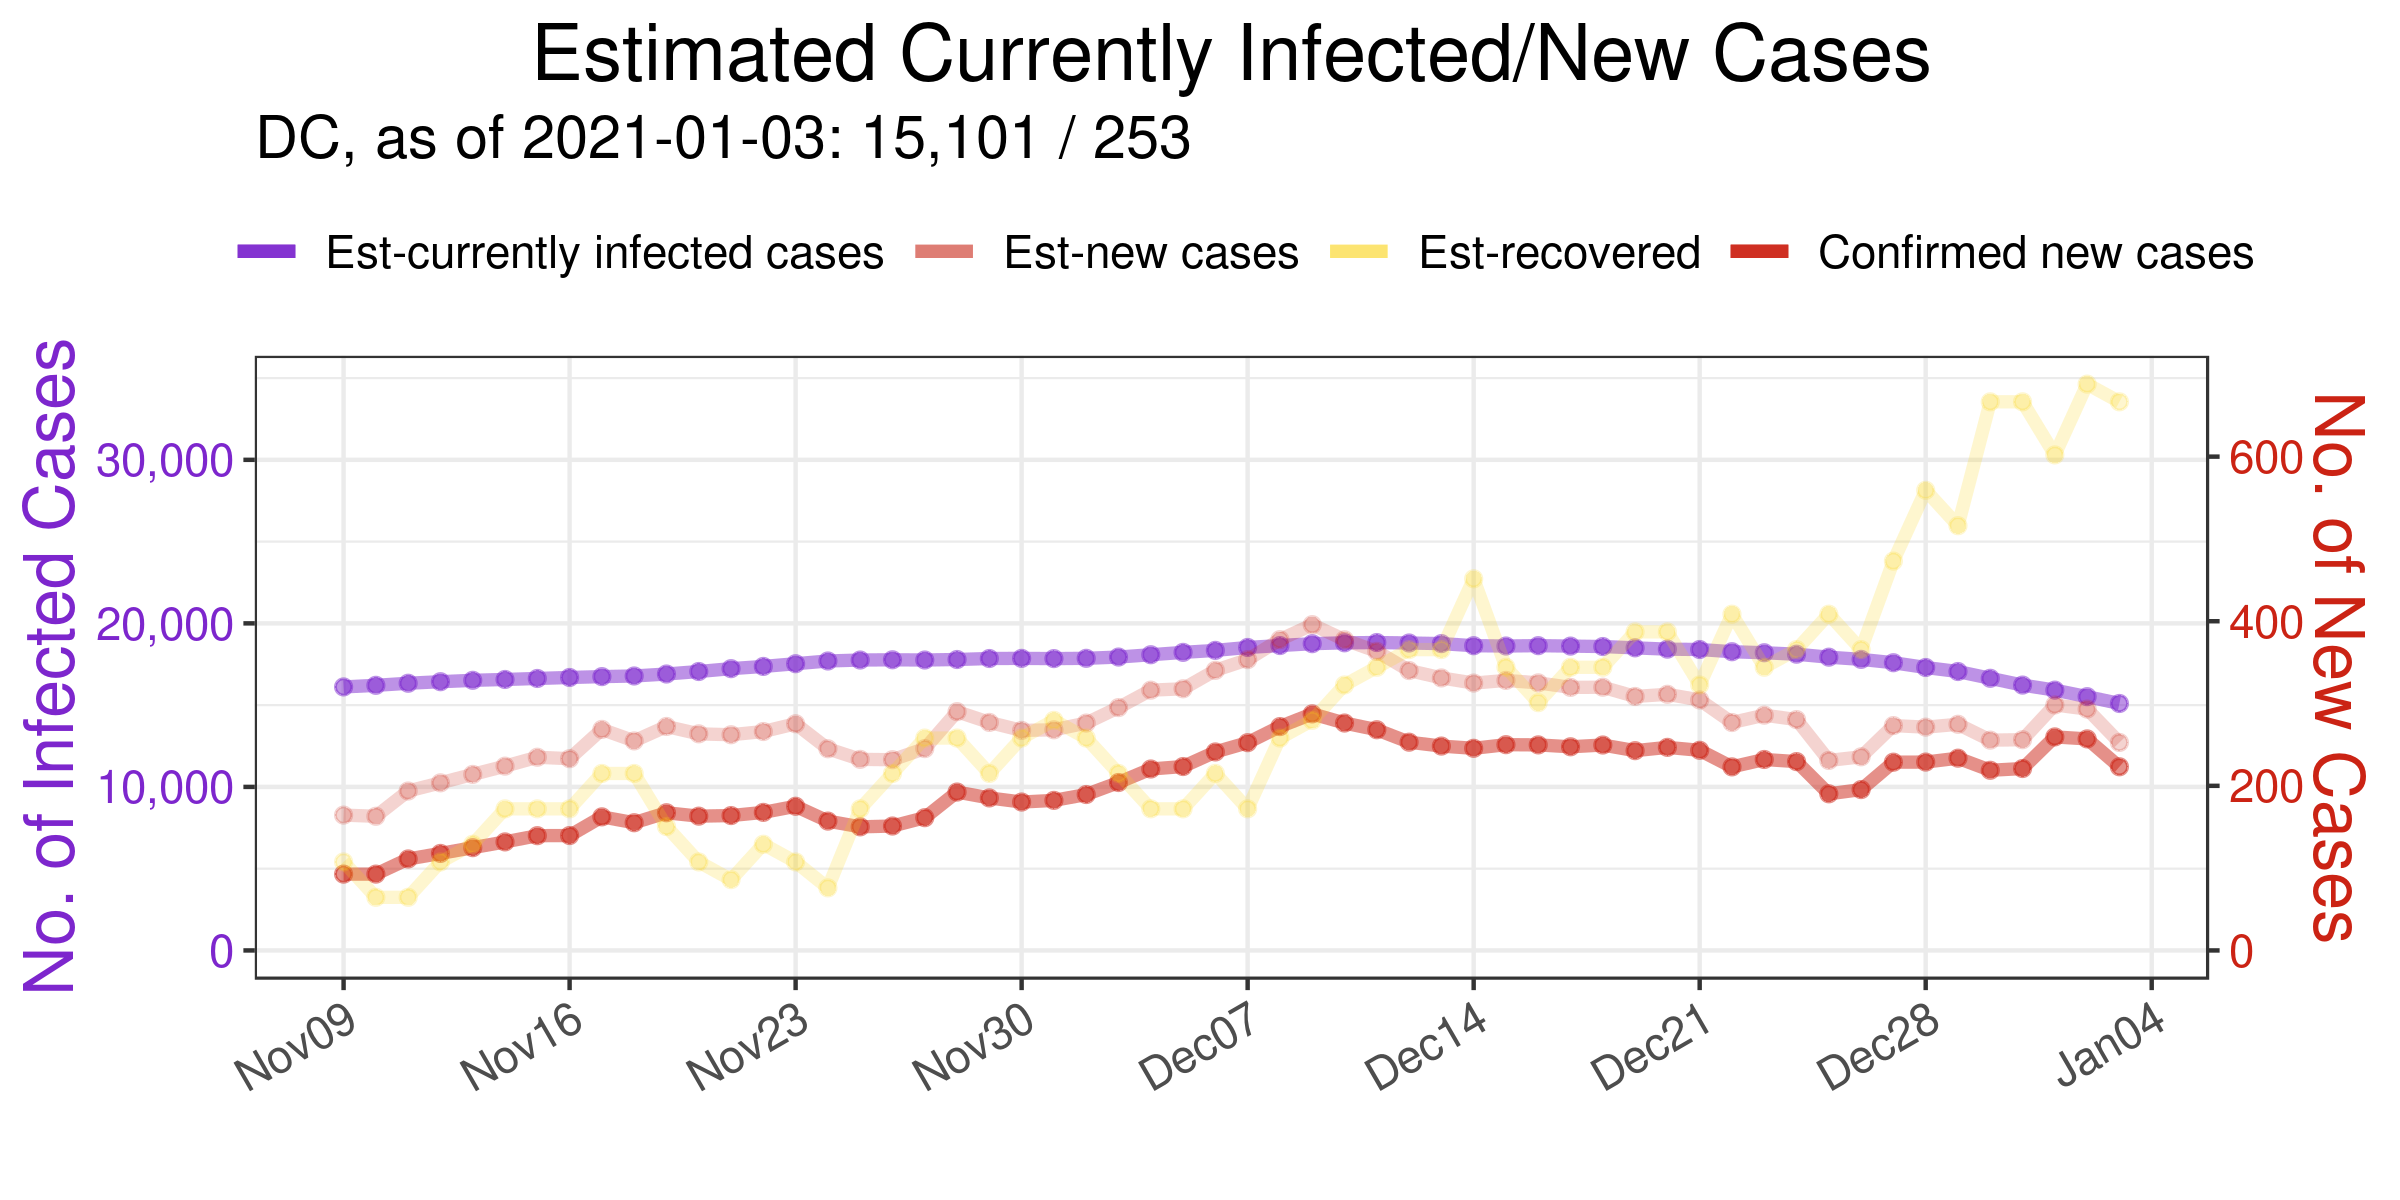 Estimated Currently Infected/New Cases
DC, as of 2021-01-03: 15,101 / 253
Est-currently infected cases Est-new cases Est-recovered Confirmed new cases
No. of Infected Cases
30,000
20,000
10,000
0
600
400
200
0
No. of New Cases
Nov09 Nov16 Nov23 Nov30 Dec07 Dec14 Dec21 Dec28 Jan04